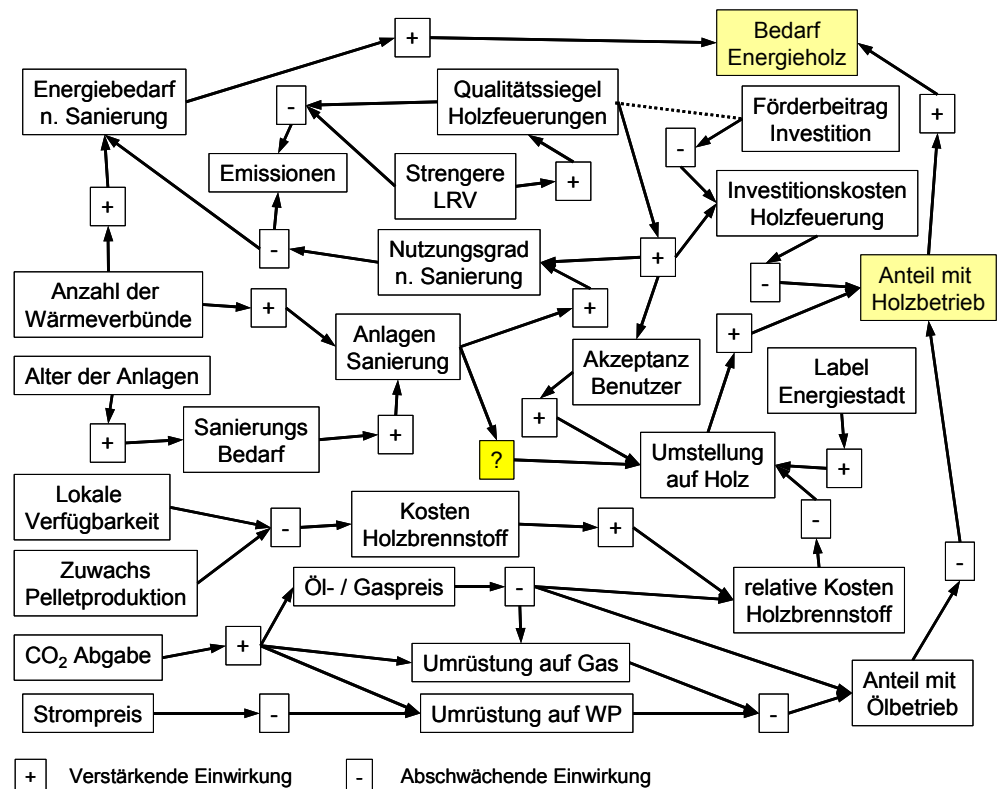 Bedarf
Energieholz
+
Energiebedarf
n. Sanierung
-
Qualitätssiegel
Holzfeuerungen
Förderbeitrag
Investition
+
-
Emissionen
Strengere
LRV
+
Investitionskosten
Holzfeuerung
+
-
Nutzungsgrad
n. Sanierung
+
-
Anteil mit
Holzbetrieb
Anzahl der
Wärmeverbünde
+
+
+
Anlagen
Sanierung
Akzeptanz
Benutzer
Label
Energiestadt
Alter der Anlagen
+
Sanierungs
Bedarf
+
+
?
Umstellung
auf Holz
+
Lokale
Verfügbarkeit
-
Kosten
Holzbrennstoff
+
-
-
Zuwachs
Pelletproduktion
Öl- / Gaspreis
-
relative Kosten
Holzbrennstoff
CO₂ Abgabe
+
Umrüstung auf Gas
Anteil mit
Ölbetrieb
Strompreis
-
Umrüstung auf WP
-
+ Verstärkende Einwirkung
- Abschwächende Einwirkung